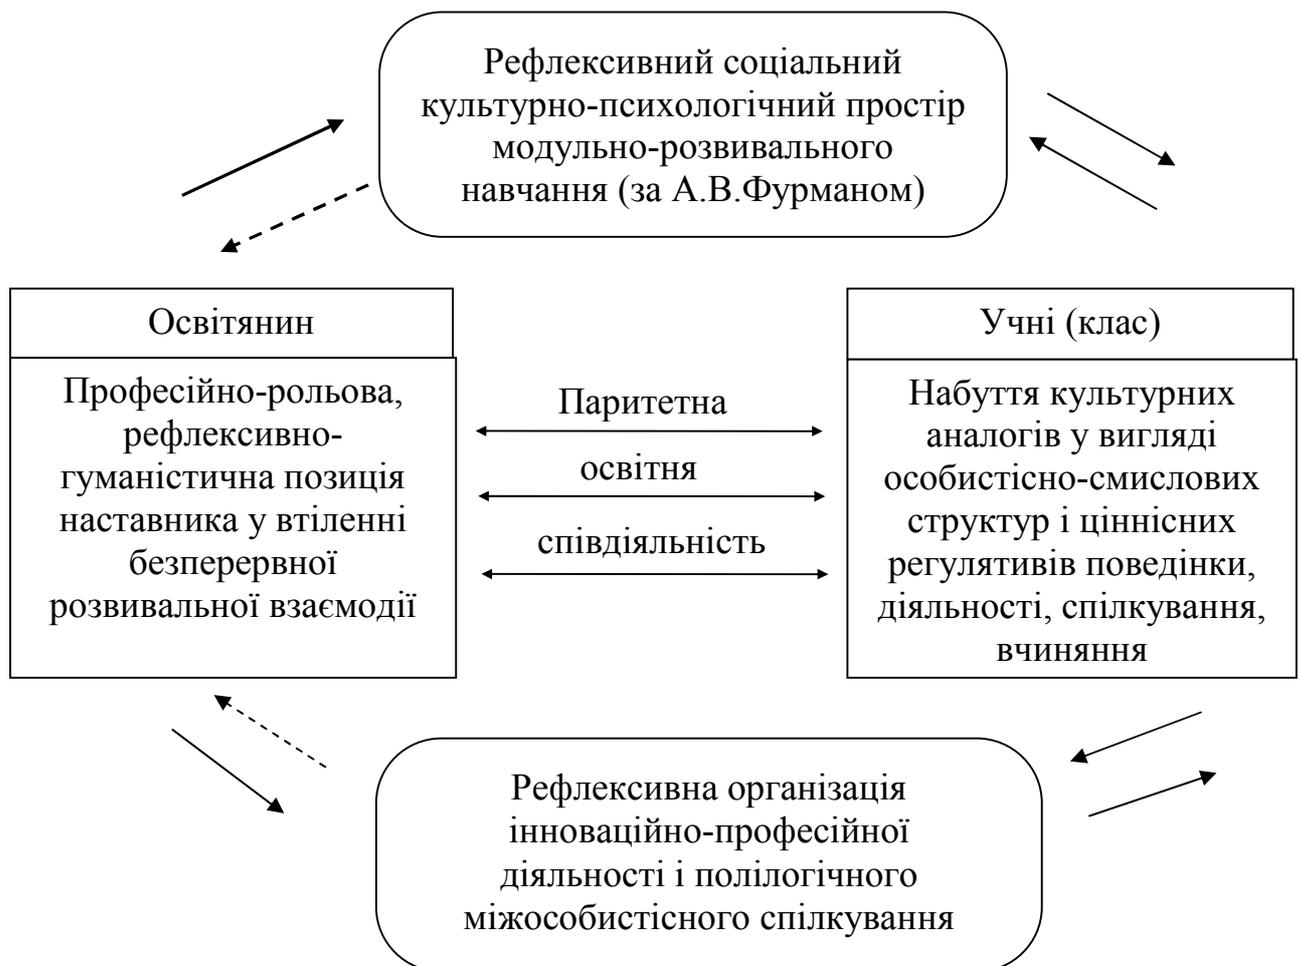 Рефлексивний соціальний
культурно-психологічний простір
модульно-розвивального
навчання (за А.В.Фурманом)
Освітянин
Професійно-рольова,
рефлексивно-
гуманістична позиція
наставника у втіленні
безперервної
розвивальної взаємодії
Паритетна
освітня
співдіяльність
Учні (клас)
Набуття культурних
аналогів у вигляді
особистісно-смислових
структур і ціннісних
регулятивів поведінки,
діяльності, спілкування,
вчиняння
Рефлексивна організація
інноваційно-професійної
діяльності і полілогічного
міжособистісного спілкування